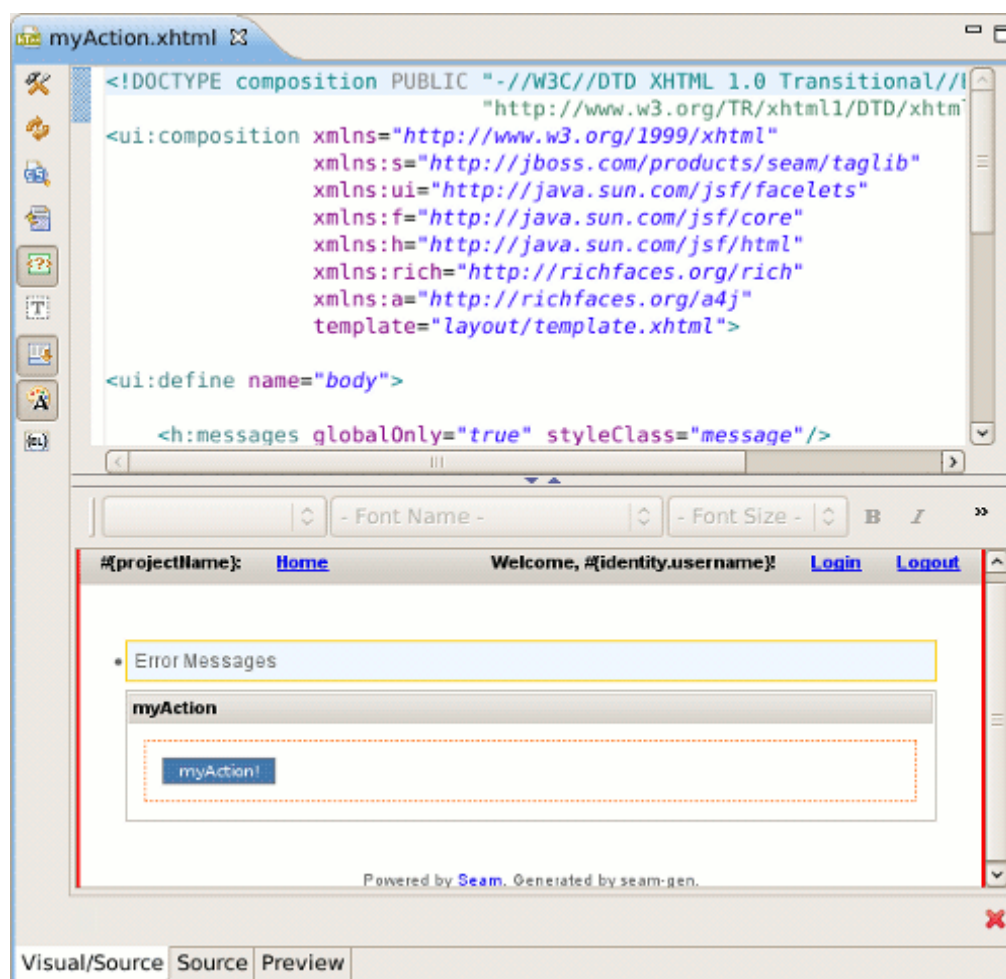 myAction.xhtml
<!DOCTYPE composition PUBLIC "-//W3C//DTD XHTML 1.0 Transitional//
"http://www.w3.org/TR/xhtml1/DTD/xhtml
<ui:composition xmlns="http://www.w3.org/1999/xhtml"
xmlns:s="http://jboss.com/products/seam/taglib"
xmlns:ui="http://java.sun.com/jsf/facelets"
xmlns:f="http://java.sun.com/jsf/core"
xmlns:h="http://java.sun.com/jsf/html"
xmlns:rich="http://richfaces.org/rich"
xmlns:a="http://richfaces.org/a4j"
template="layout/template.xhtml">
<ui:define name="body">
<h:messages globalOnly="true" styleClass="message"/>
- Font Name - - Font Size - B I »
#{projectName}: Home Welcome, #{identity.username}! Login Logout
• Error Messages
myAction
myAction!
Powered by Seam. Generated by seam-gen.
Visual/Source Source Preview